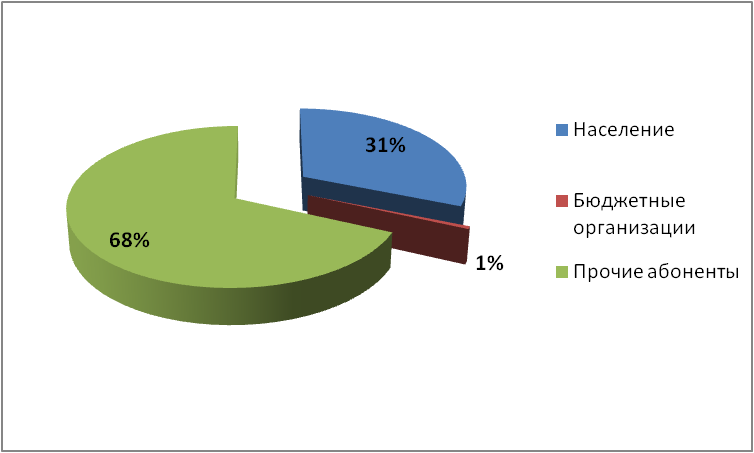 31%
68%
1%
Население
Бюджетные
организации
Прочие абоненты